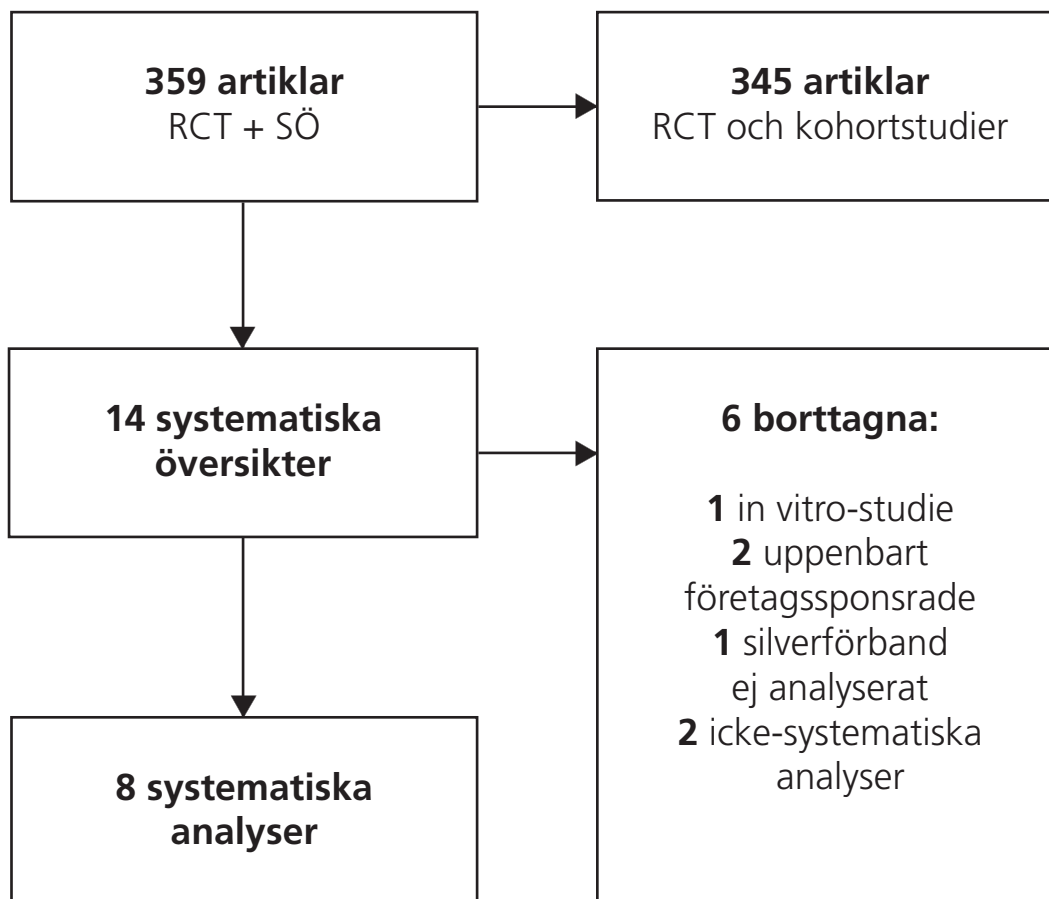 359 artiklar
RCT + SÖ
345 artiklar
RCT och kohortstudier
14 systematiska
översikter
6 borttagna:
1 in vitro-studie
2 uppenbart
företagssponsrade
1 silverförband
ej analyserat
2 icke-systematiska
analyser
8 systematiska
analyser